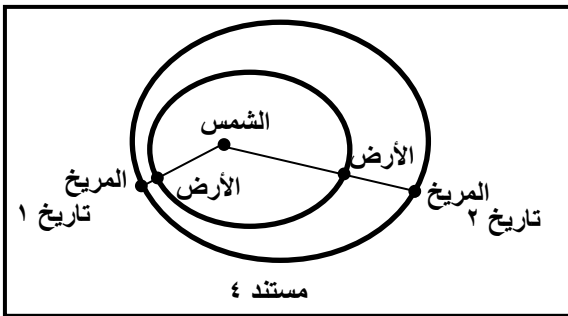 الشمس
الأرض
المريخ
تاريخ ١
الأرض
المريخ
تاريخ ٢
مستند ٤